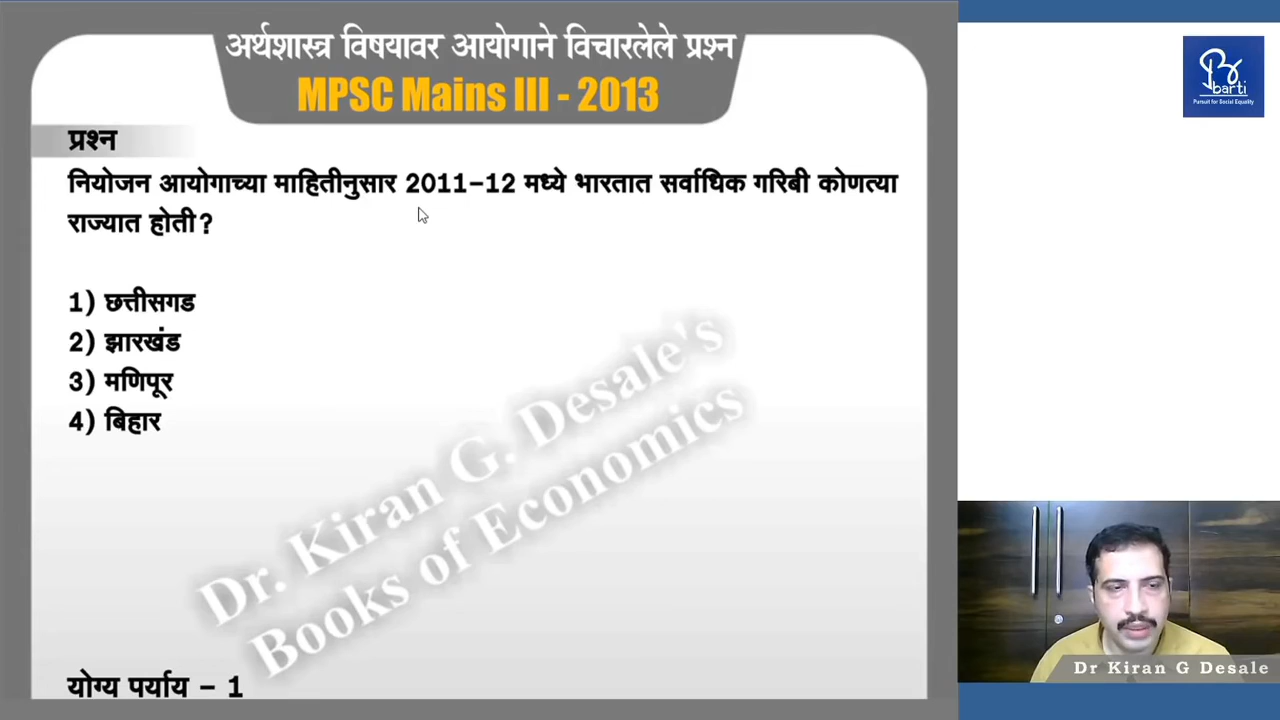 अर्थशास्त्र विषयावर आयोगाने विचारलेले प्रश्न
MPSC Mains III - 2013
प्रश्न
नियोजन आयोगाच्या माहितीनुसार 2011-12 मध्ये भारतात सर्वाधिक गरिबी कोणत्या
राज्यात होती?
1) छत्तीसगड
2) झारखंड
3) मणिपूर
4) बिहार
Dr. Kiran G. Desale's
Books of Economics
योग्य पर्याय - 1
barti
Pursuit for Social Equality
Dr Kiran G Desale